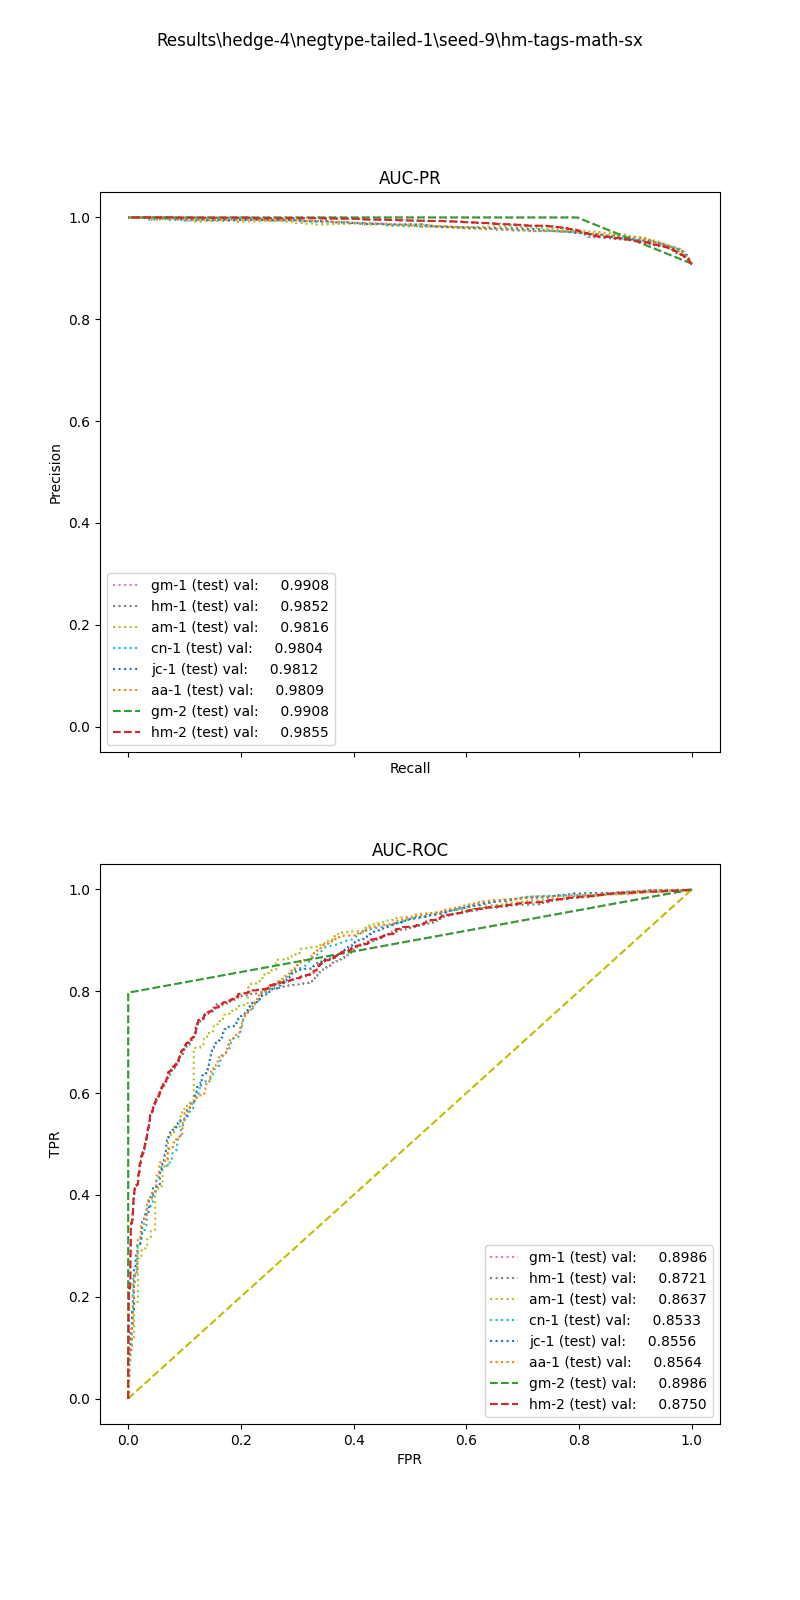 Results\hedge-4\negtype-tailed-1\seed-9\hm-tags-math-sx
AUC-PR
1.0
0.8
0.6
0.4
0.2
0.0
Precision
gm-1 (test) val: 0.9908
hm-1 (test) val: 0.9852
am-1 (test) val: 0.9816
cn-1 (test) val: 0.9804
jc-1 (test) val: 0.9812
aa-1 (test) val: 0.9809
gm-2 (test) val: 0.9908
hm-2 (test) val: 0.9855
Recall
AUC-ROC
1.0
0.8
0.6
0.4
0.2
0.0
TPR
gm-1 (test) val: 0.8986
hm-1 (test) val: 0.8721
am-1 (test) val: 0.8637
cn-1 (test) val: 0.8533
jc-1 (test) val: 0.8556
aa-1 (test) val: 0.8564
gm-2 (test) val: 0.8986
hm-2 (test) val: 0.8750
0.0 0.2 0.4 0.6 0.8 1.0
FPR